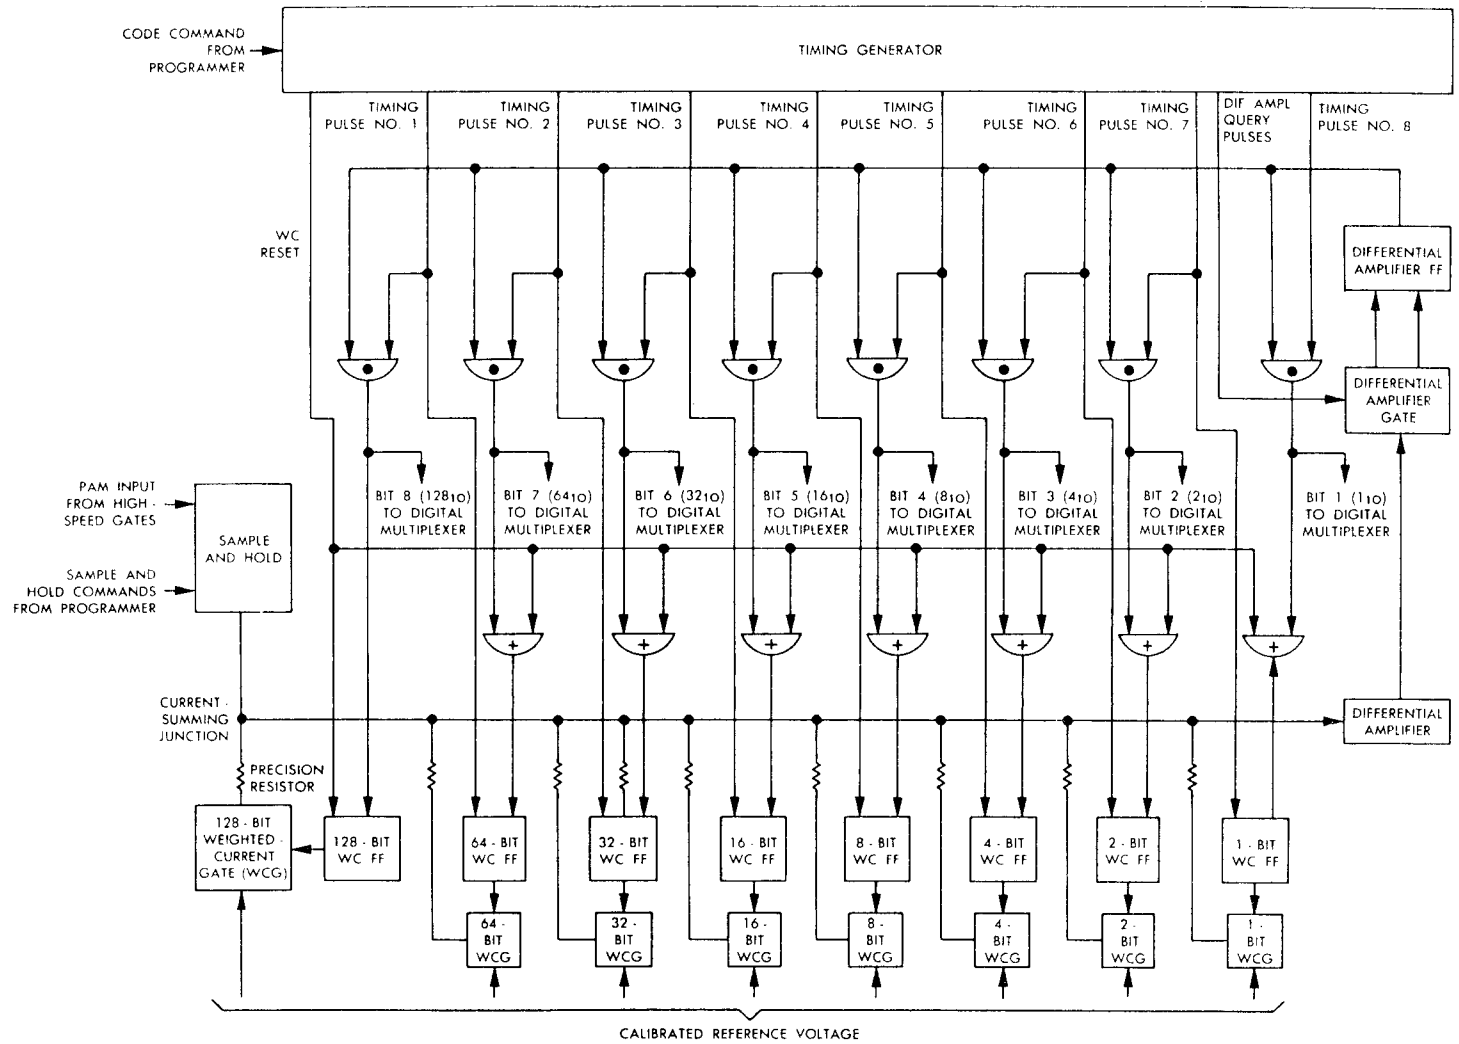 CODE COMMAND
FROM
PROGRAMMER
TIMING GENERATOR
TIMING
PULSE NO. 1
TIMING
PULSE NO. 2
TIMING
PULSE NO. 3
TIMING
PULSE NO. 4
TIMING
PULSE NO. 5
TIMING
PULSE NO. 6
TIMING
PULSE NO. 7
DIF AMPL
QUERY
PULSES
TIMING
PULSE NO. 8
WC
RESET
DIFFERENTIAL
AMPLIFIER FF
DIFFERENTIAL
AMPLIFIER
GATE
BIT 8 (128₁₀)
TO DIGITAL
MULTIPLEXER
BIT 7 (64₁₀)
TO DIGITAL
MULTIPLEXER
BIT 6 (32₁₀)
TO DIGITAL
MULTIPLEXER
BIT 5 (16₁₀)
TO DIGITAL
MULTIPLEXER
BIT 4 (8₁₀)
TO DIGITAL
MULTIPLEXER
BIT 3 (4₁₀)
TO DIGITAL
MULTIPLEXER
BIT 2 (2₁₀)
TO DIGITAL
MULTIPLEXER
BIT 1 (1₁₀)
TO DIGITAL
MULTIPLEXER
PAM INPUT
FROM HIGH-
SPEED GATES
SAMPLE
AND HOLD
SAMPLE AND
HOLD COMMANDS
FROM PROGRAMMER
+
+
+
+
+
+
+
CURRENT-
SUMMING
JUNCTION
DIFFERENTIAL
AMPLIFIER
PRECISION
RESISTOR
128-BIT
WEIGHTED-
CURRENT
GATE (WCG)
128-BIT
WC FF
64-BIT
WC FF
32-BIT
WC FF
16-BIT
WC FF
8-BIT
WC FF
4-BIT
WC FF
2-BIT
WC FF
1-BIT
WC FF
64-
BIT
WCG
32-
BIT
WCG
16-
BIT
WCG
8-
BIT
WCG
4-
BIT
WCG
2-
BIT
WCG
1-
BIT
WCG
CALIBRATED REFERENCE VOLTAGE